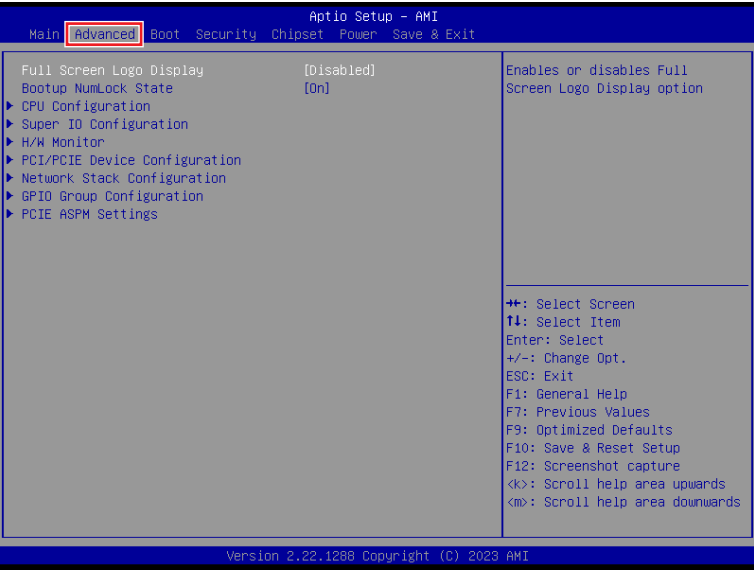 Aptio Setup – AMI
Main Advanced Boot Security Chipset Power Save & Exit
Full Screen Logo Display [Disabled]
Bootup NumLock State [On]
CPU Configuration
Super IO Configuration
H/W Monitor
PCI/PCIE Device Configuration
Network Stack Configuration
GPIO Group Configuration
PCIE ASPM Settings
Enables or disables Full
Screen Logo Display option
→←: Select Screen
↑↓: Select Item
Enter: Select
+/-: Change Opt.
ESC: Exit
F1: General Help
F7: Previous Values
F9: Optimized Defaults
F10: Save & Reset Setup
F12: Screenshot capture
<k>: Scroll help area upwards
<m>: Scroll help area downwards
Version 2.22.1288 Copyright (C) 2023 AMI